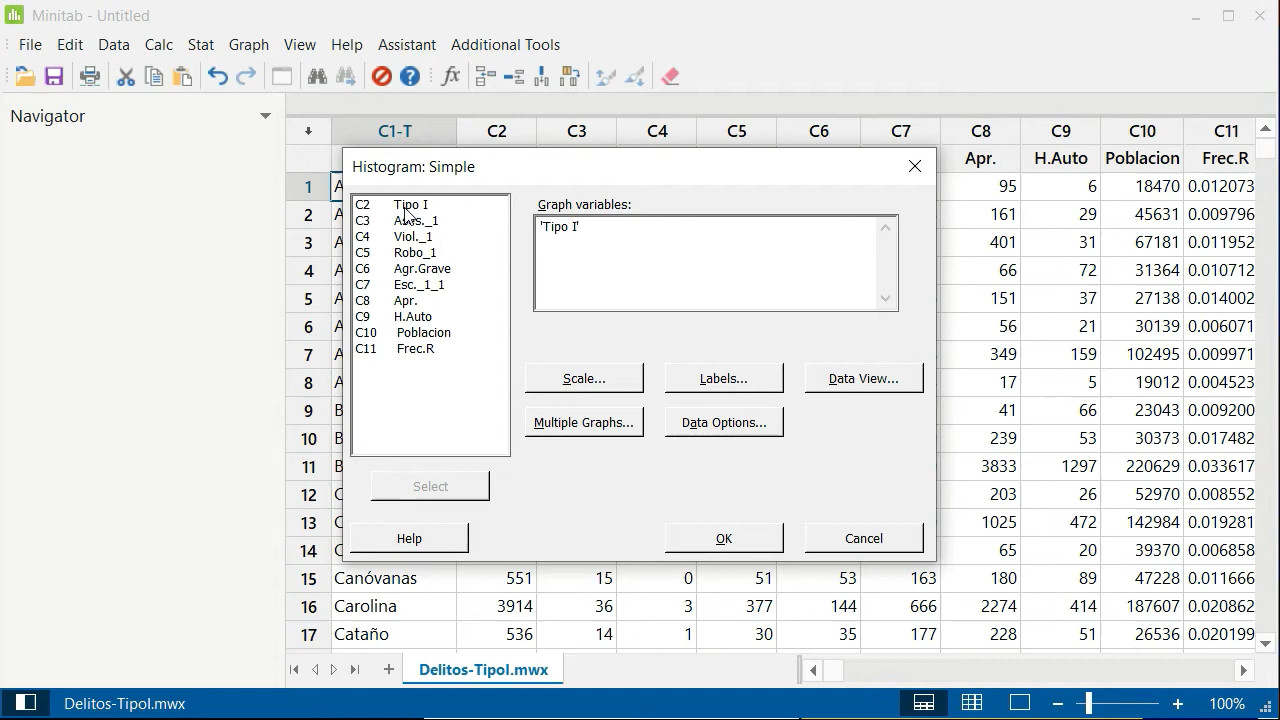 Minitab - Untitled
File Edit Data Calc Stat Graph View Help Assistant Additional Tools
Navigator
C1-T C2 C3 C4 C5 C6 C7 C8 C9 C10 C11
Apr. H.Auto Poblacion Frec.R
Histogram: Simple
C2 Tipo I
C3
C4 Viol._1
C5 Robo_1
C6 Agr.Grave
C7 Esc._1_1
C8 Apr.
C9 H.Auto
C10 Poblacion
C11 Frec.R
Select
Help
Graph variables:
'Tipo I'
Scale... Labels... Data View...
Multiple Graphs... Data Options...
OK Cancel
1 A 95 6 18470 0.012073
2 A 161 29 45631 0.009796
3 A 401 31 67181 0.011952
4 A 66 72 31364 0.010712
5 A 151 37 27138 0.014002
6 A 56 21 30139 0.006071
7 A 349 159 102495 0.009971
8 A 17 5 19012 0.004523
9 B 41 66 23043 0.009200
10 B 239 53 30373 0.017482
11 B 3833 1297 220629 0.033617
12 C 203 26 52970 0.008552
13 C 1025 472 142984 0.019281
14 C 65 20 39370 0.006858
15 Canóvanas 551 15 0 51 53 163 180 89 47228 0.011666
16 Carolina 3914 36 3 377 144 666 2274 414 187607 0.020862
17 Cataño 536 14 1 30 35 177 228 51 26536 0.020199
Delitos-Tipol.mwx
Delitos-Tipol.mwx
100%